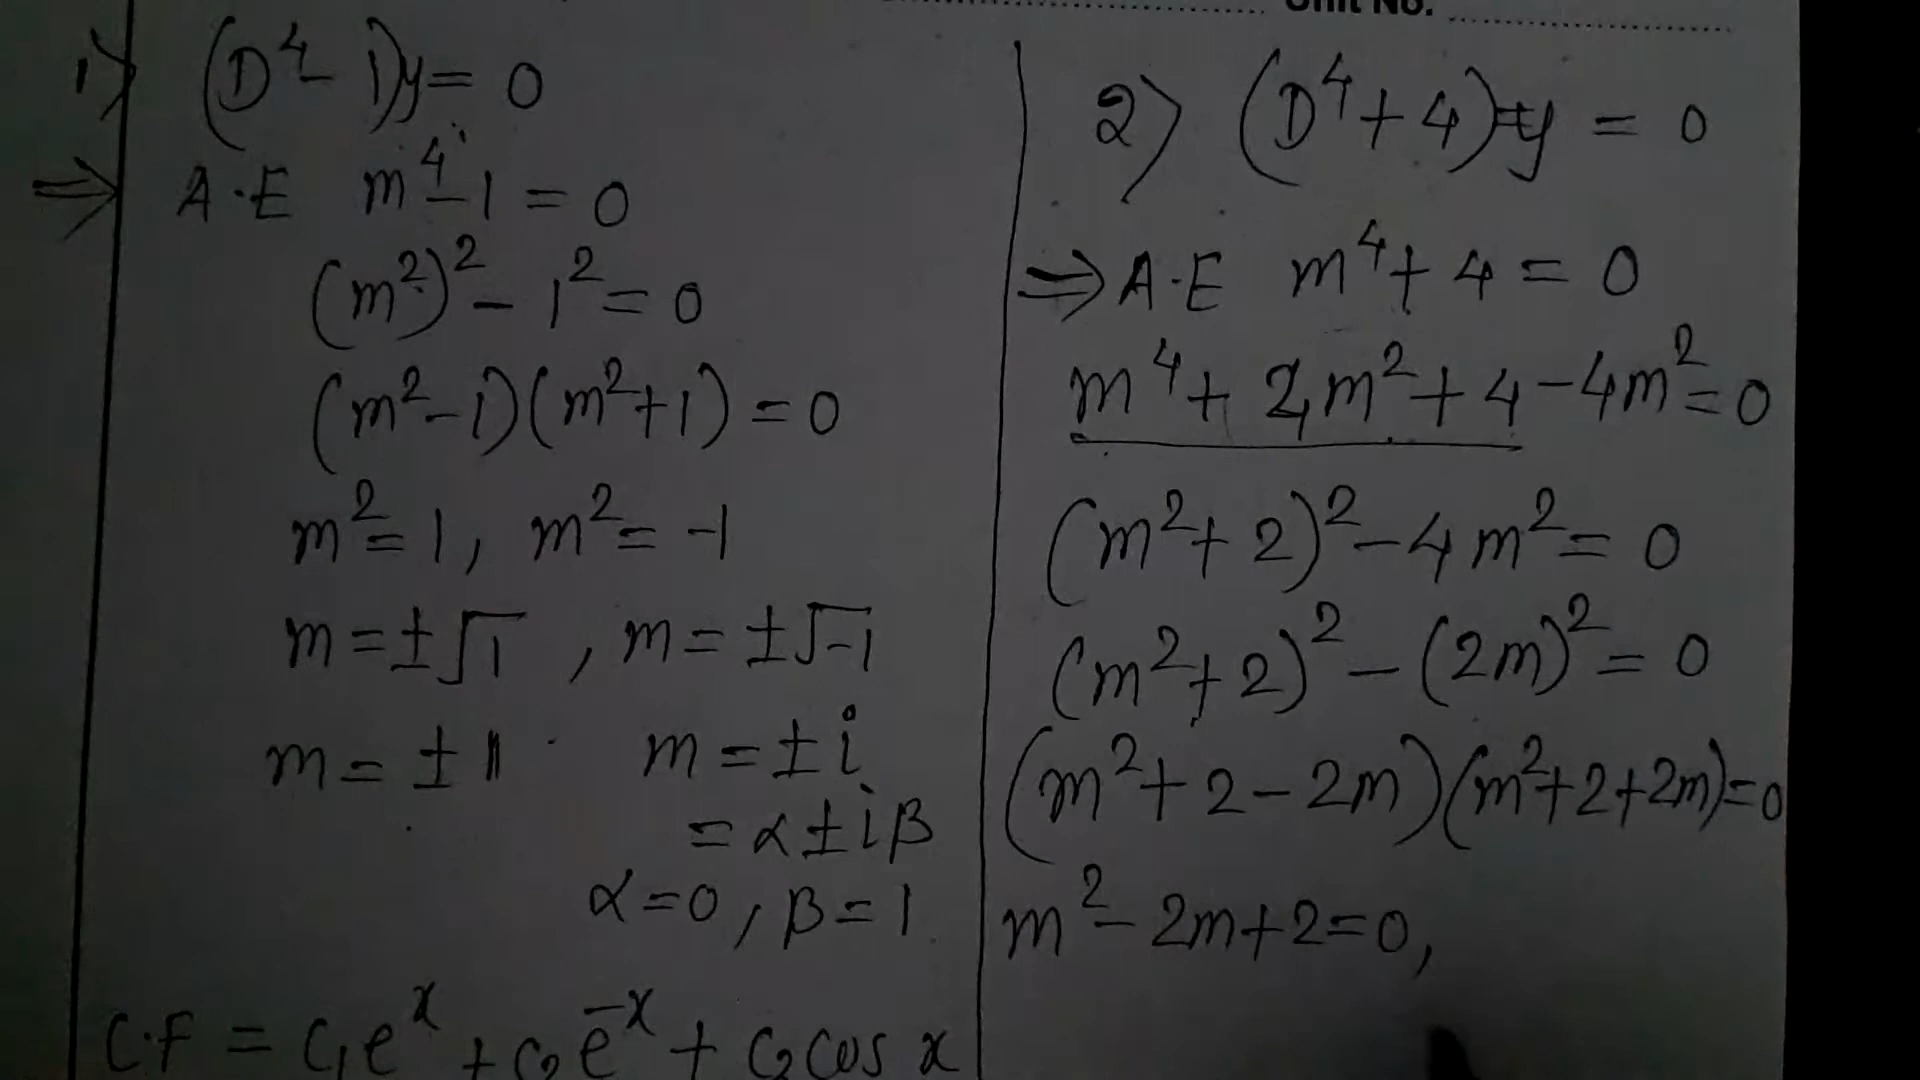 Unit No.
1) (D⁴ - 1)y = 0
⇒ A.E m⁴ - 1 = 0
(m²)² - 1² = 0
(m² - 1)(m² + 1) = 0
m² = 1, m² = -1
m = ±√1, m = ±√-1
m = ±1 m = ±i
= α ± iβ
α = 0, β = 1
C.F = C₁eˣ + C₂e⁻ˣ + C₃ cos x
2) (D⁴ + 4)y = 0
⇒ A.E m⁴ + 4 = 0
m⁴ + 4m² + 4 - 4m² = 0
(m² + 2)² - 4m² = 0
(m² + 2)² - (2m)² = 0
(m² + 2 - 2m)(m² + 2 + 2m) = 0
m² - 2m + 2 = 0,